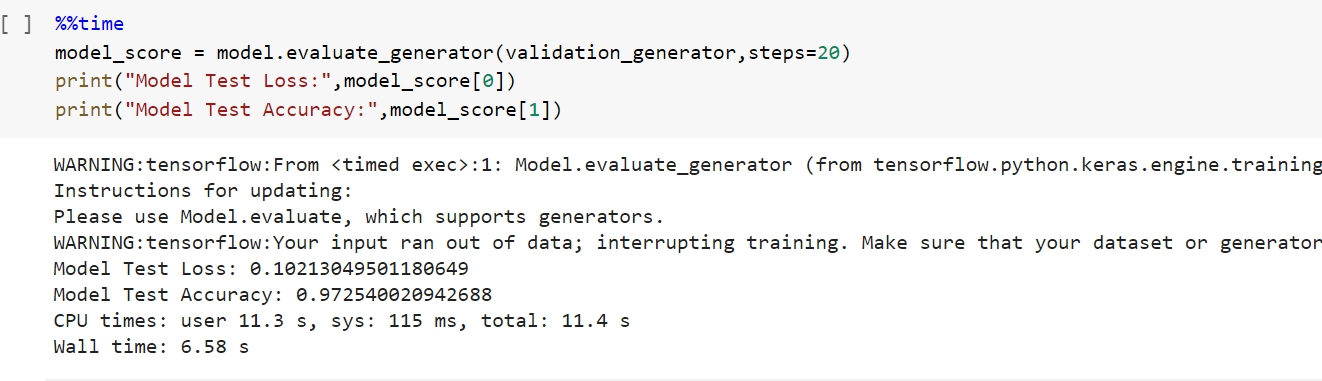 [ ] %%time
model_score = model.evaluate_generator(validation_generator,steps=20)
print("Model Test Loss:",model_score[0])
print("Model Test Accuracy:",model_score[1])
WARNING:tensorflow:From <timed exec>:1: Model.evaluate_generator (from tensorflow.python.keras.engine.training
Instructions for updating:
Please use Model.evaluate, which supports generators.
WARNING:tensorflow:Your input ran out of data; interrupting training. Make sure that your dataset or generator
Model Test Loss: 0.10213049501180649
Model Test Accuracy: 0.972540020942688
CPU times: user 11.3 s, sys: 115 ms, total: 11.4 s
Wall time: 6.58 s